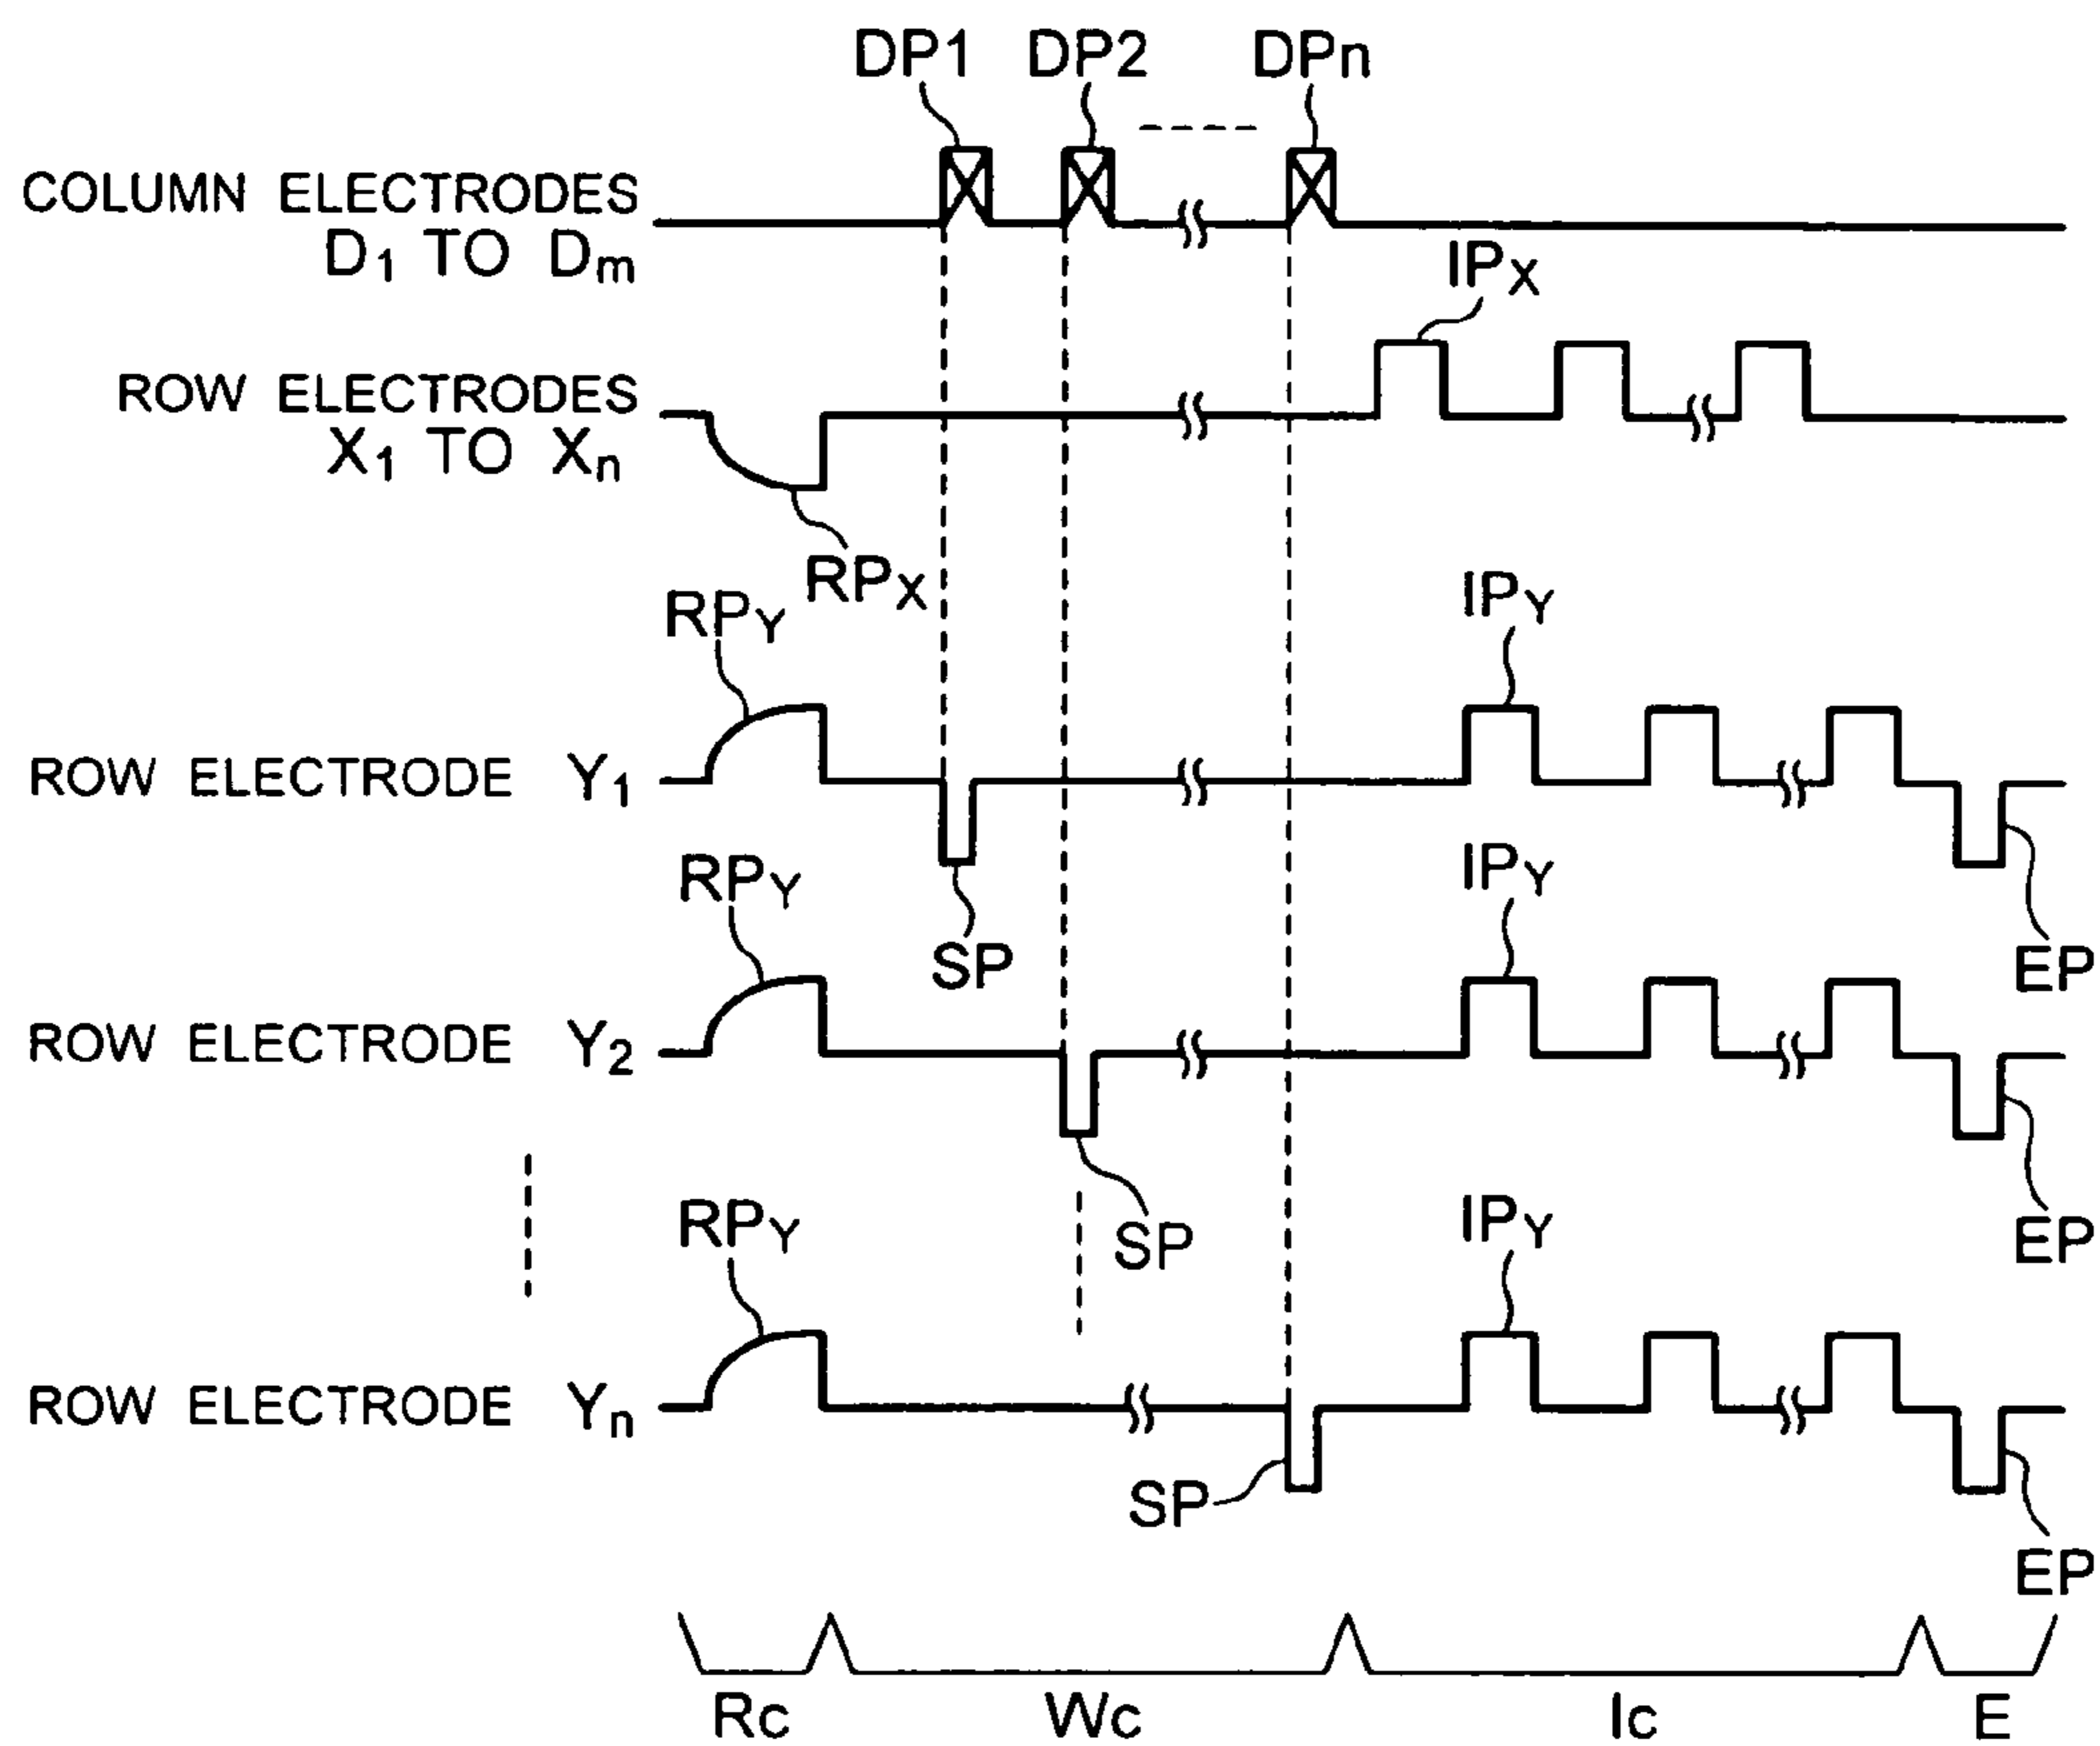 DP1 DP2 DPn
COLUMN ELECTRODES
D1 TO Dm
IPX
ROW ELECTRODES
X1 TO Xn
RPX
RPY IPY
ROW ELECTRODE Y1
SP EP
RPY IPY
ROW ELECTRODE Y2
SP EP
RPY IPY
ROW ELECTRODE Yn
SP EP
Rc Wc Ic E